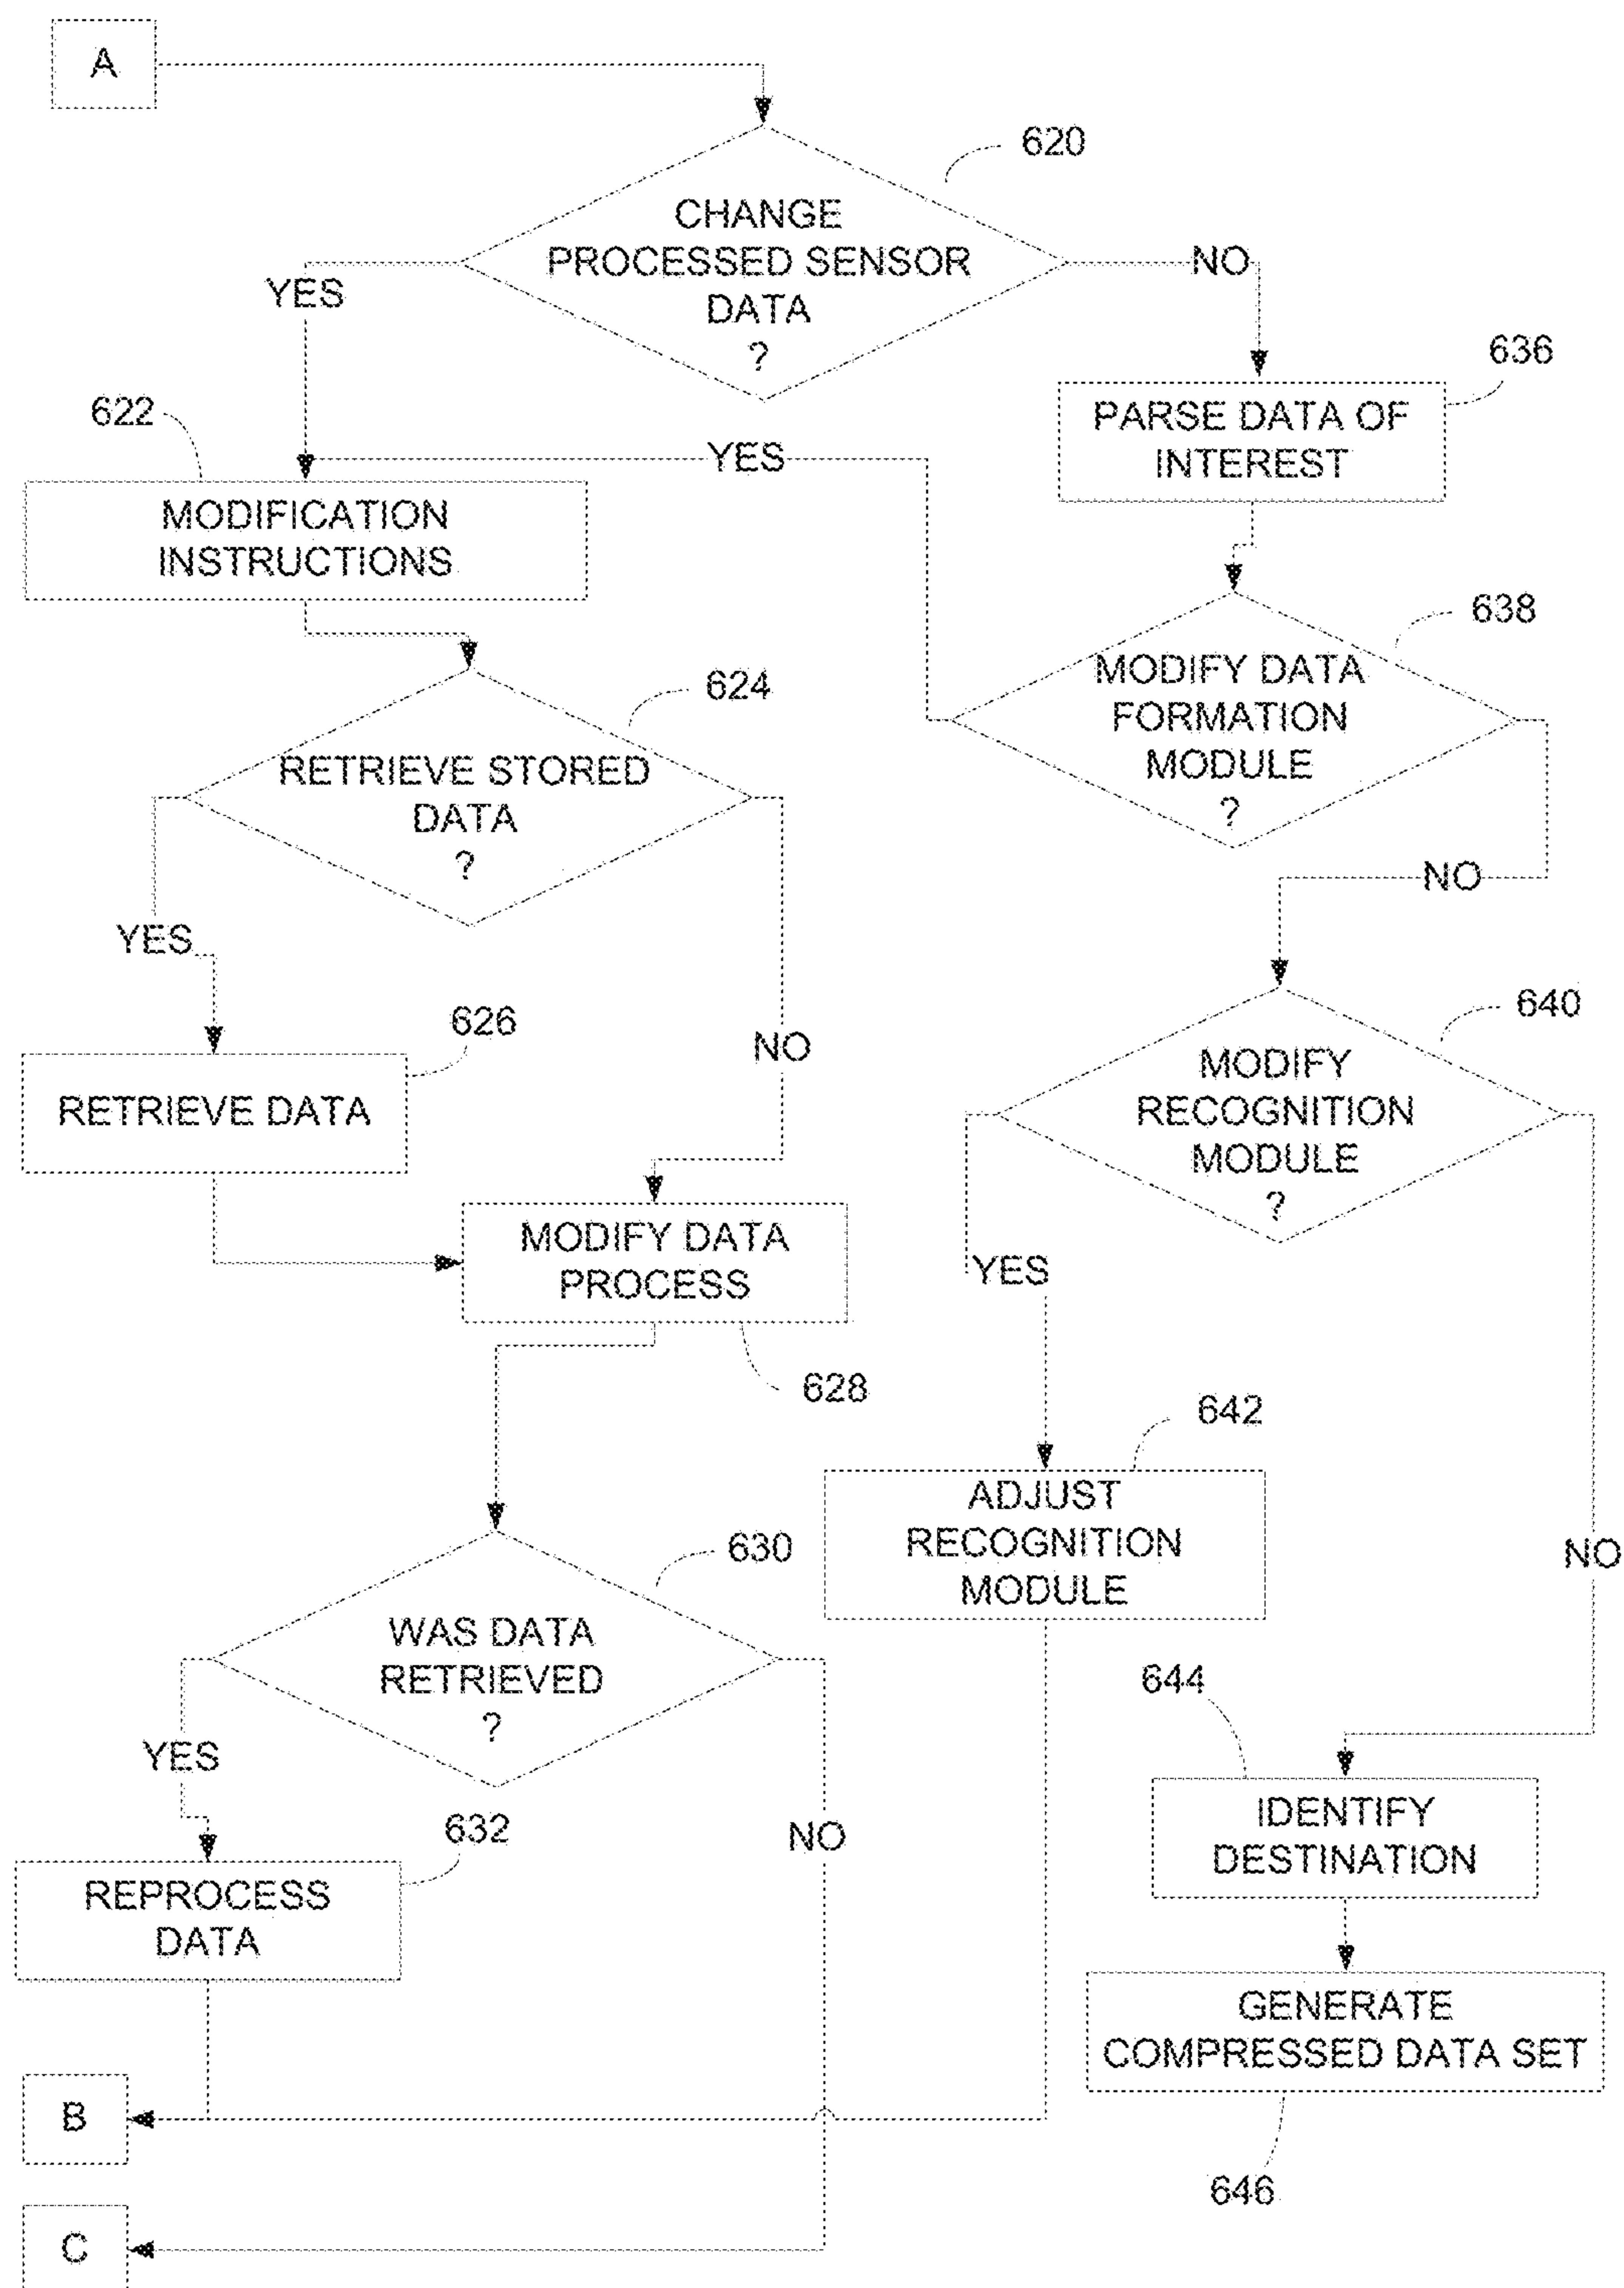 A
620
CHANGE
PROCESSED SENSOR
DATA
?
YES
NO
636
PARSE DATA OF
INTEREST
622
YES
MODIFICATION
INSTRUCTIONS
638
MODIFY DATA
FORMATION
MODULE
?
624
RETRIEVE STORED
DATA
?
NO
YES
640
MODIFY
RECOGNITION
MODULE
?
626
NO
RETRIEVE DATA
MODIFY DATA
PROCESS
YES
628
642
ADJUST
RECOGNITION
MODULE
630
NO
WAS DATA
RETRIEVED
?
644
YES
IDENTIFY
DESTINATION
632
NO
REPROCESS
DATA
GENERATE
COMPRESSED DATA SET
B
646
C